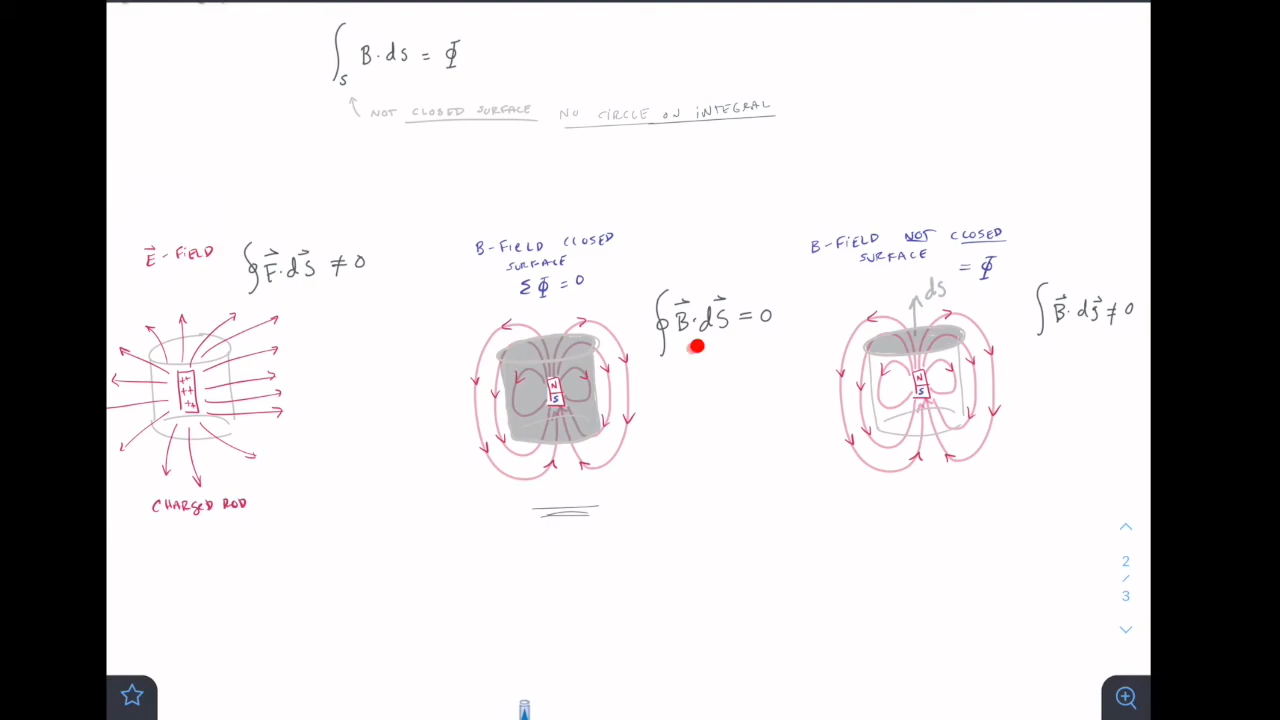 ∫_S B·ds = Φ
NOT CLOSED SURFACE NO CIRCLE ON INTEGRAL
E⃗-FIELD
∮E⃗·dS⃗ ≠ 0
++
++
++
CHARGED ROD
B-FIELD CLOSED
SURFACE
Σ Φ = 0
∮B⃗·dS⃗ = 0
N
S
B-FIELD NOT CLOSED
SURFACE
= Φ
ds
∫B⃗·ds⃗ ≠ 0
N
S
2
/
3